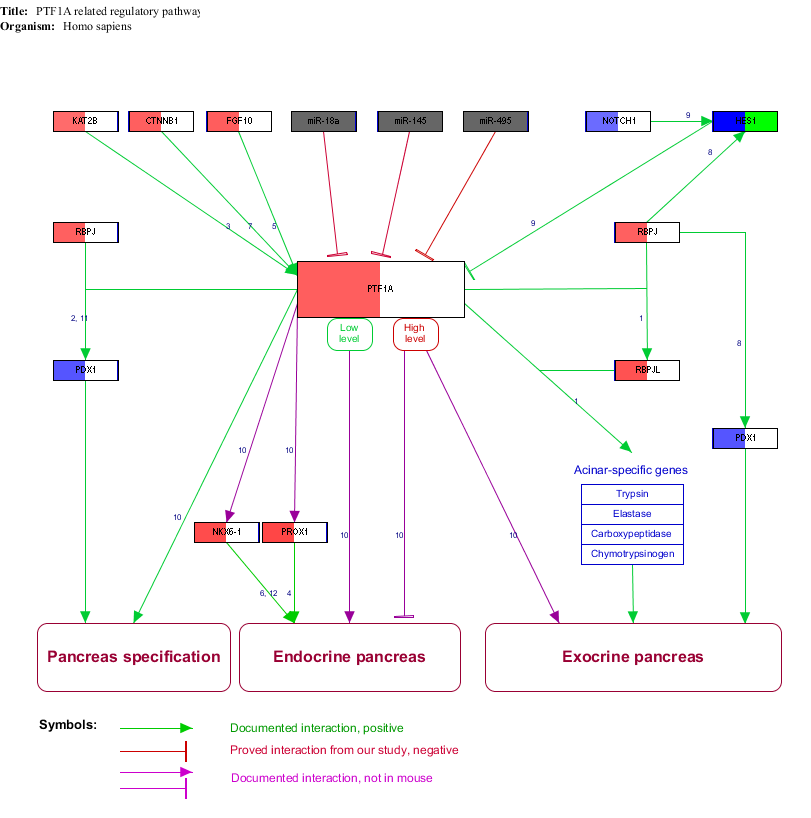 Title: PTF1A related regulatory pathway
Organism: Homo sapiens
KAT2B
CTNNB1
FGF10
miR-18a
miR-145
miR-495
NOTCH1
9
HES1
8
3
7
5
9
RBPJ
RBPJ
PTF1A
2, 11
Low
level
High
level
1
8
PDX1
RBPJL
1
PDX1
10
10
Acinar-specific genes
Trypsin
Elastase
Carboxypeptidase
Chymotrypsinogen
10
NKX6-1
PROX1
10
10
10
6, 12
4
Pancreas specification
Endocrine pancreas
Exocrine pancreas
Symbols:
Documented interaction, positive
Proved interaction from our study, negative
Documented interaction, not in mouse